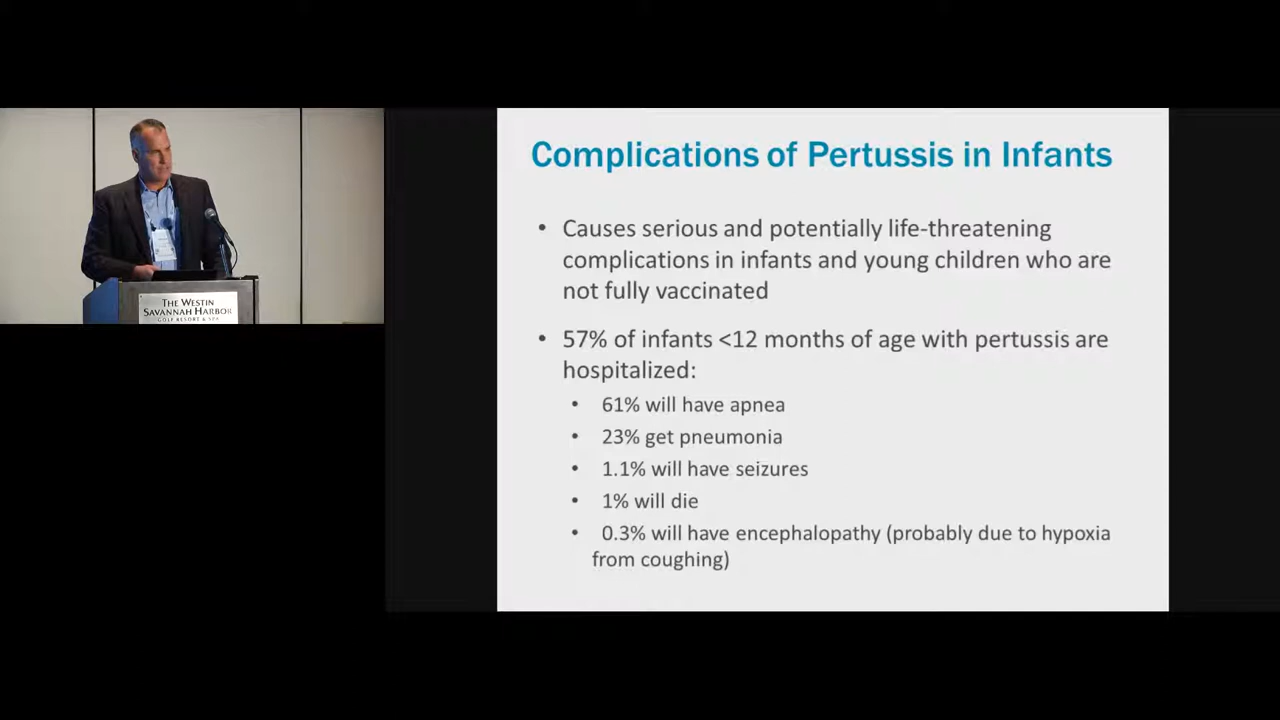 THE WESTIN
SAVANNAH HARBOR
GOLF RESORT & SPA
Complications of Pertussis in Infants
• Causes serious and potentially life-threatening
complications in infants and young children who are
not fully vaccinated
• 57% of infants <12 months of age with pertussis are
hospitalized:
• 61% will have apnea
• 23% get pneumonia
• 1.1% will have seizures
• 1% will die
• 0.3% will have encephalopathy (probably due to hypoxia
from coughing)